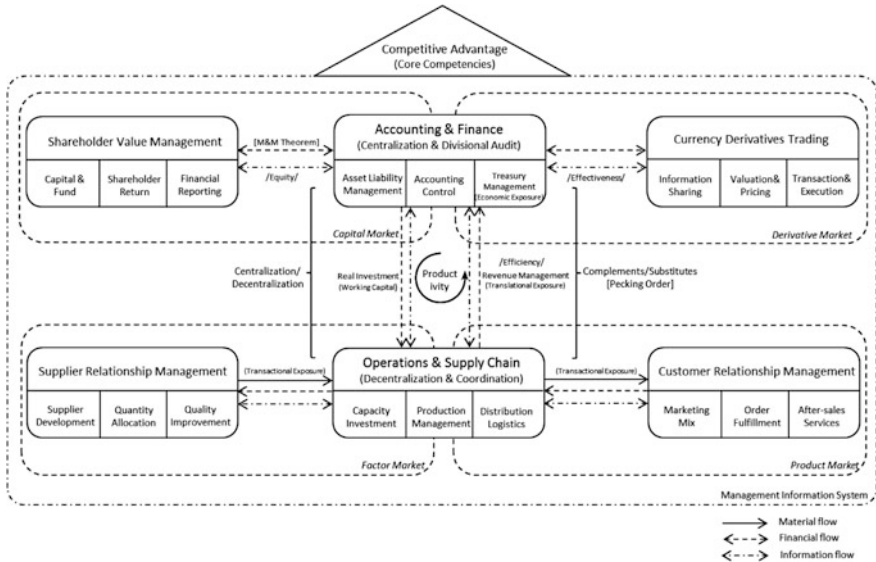 Competitive Advantage
(Core Competencies)
Shareholder Value Management
Capital &
Fund
Shareholder
Return
Financial
Reporting
[M&M Theorem]
/Equity/
Accounting & Finance
(Centralization & Divisional Audit)
Asset Liability
Management
Accounting
Control
Treasury
Management
[Economic Exposure]
/Effectiveness/
Currency Derivatives Trading
Information
Sharing
Valuation&
Pricing
Transaction&
Execution
Capital Market
Derivative Market
Centralization/
Decentralization
Real Investment
(Working Capital)
Product
ivity
/Efficiency/
Revenue Management
(Translational Exposure)
Complements/Substitutes
[Pecking Order]
Supplier Relationship Management
Supplier
Development
Quantity
Allocation
Quality
Improvement
(Transactional Exposure)
Operations & Supply Chain
(Decentralization & Coordination)
Capacity
Investment
Production
Management
Distribution
Logistics
(Transactional Exposure)
Customer Relationship Management
Marketing
Mix
Order
Fulfillment
After-sales
Services
Factor Market
Product Market
Management Information System
Material flow
Financial flow
Information flow